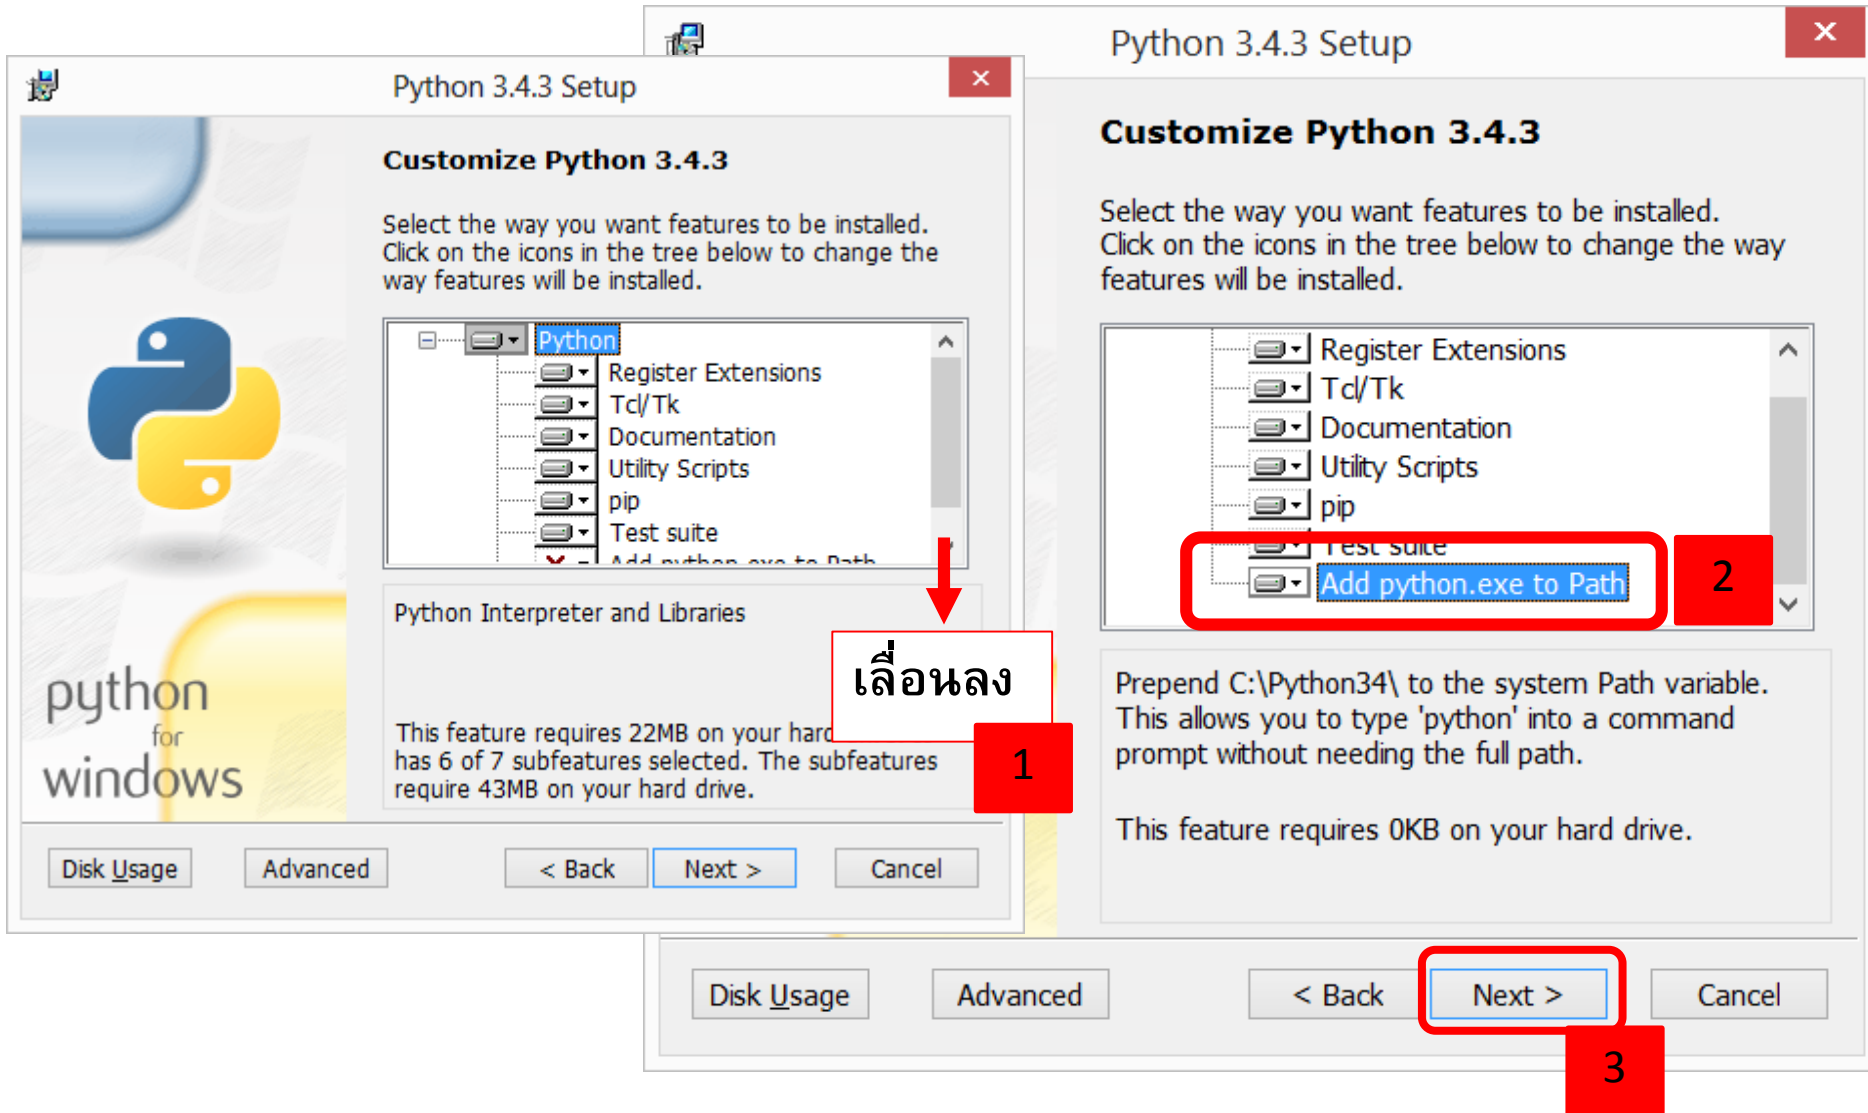 Python 3.4.3 Setup
Customize Python 3.4.3
Select the way you want features to be installed.
Click on the icons in the tree below to change the
way features will be installed.
Python
Register Extensions
Tcl/Tk
Documentation
Utility Scripts
pip
Test suite
Add python.exe to Path
Python Interpreter and Libraries
This feature requires 22MB on your hard
has 6 of 7 subfeatures selected. The subfeatures
require 43MB on your hard drive.
python
for
windows
Disk Usage
Advanced
< Back
Next >
Cancel
เลื่อนลง
1
Python 3.4.3 Setup
Customize Python 3.4.3
Select the way you want features to be installed.
Click on the icons in the tree below to change the way
features will be installed.
Register Extensions
Tcl/Tk
Documentation
Utility Scripts
pip
Test suite
Add python.exe to Path
2
Prepend C:\Python34\ to the system Path variable.
This allows you to type 'python' into a command
prompt without needing the full path.
This feature requires 0KB on your hard drive.
Disk Usage
Advanced
< Back
Next >
Cancel
3